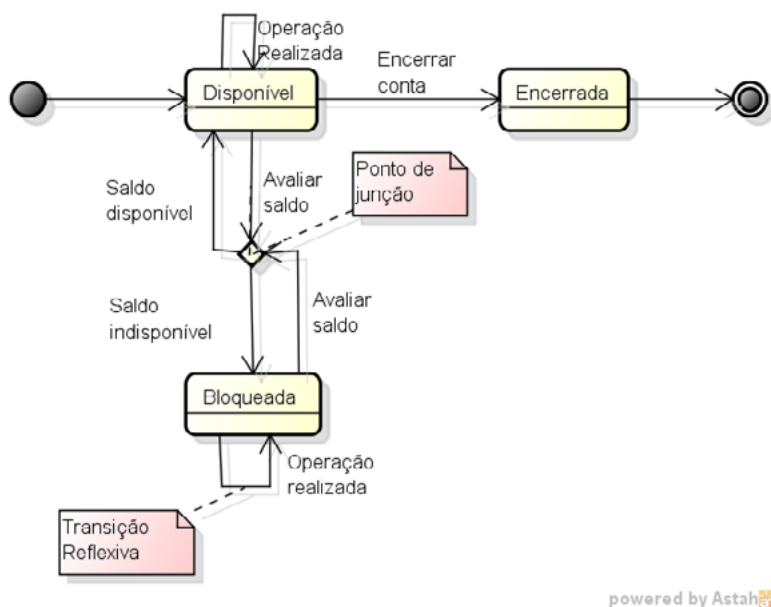 Operação
Realizada
Disponível
Encerrar
conta
Encerrada
Saldo
disponível
Avaliar
saldo
Ponto de
junção
Saldo
indisponível
Avaliar
saldo
Bloqueada
Operação
realizada
Transição
Reflexiva
powered by Astah